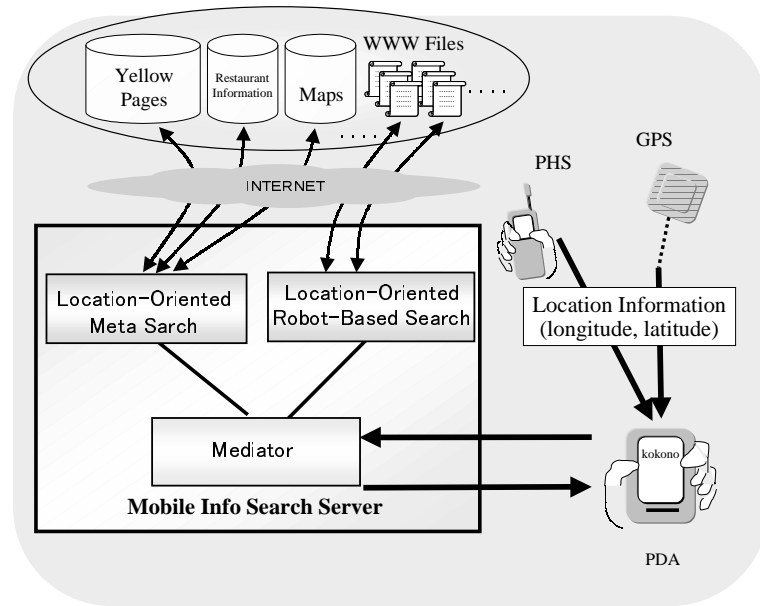 WWW Files
Yellow
Pages
Restaurant
Information
Maps
.....
....
INTERNET
PHS
GPS
Location-Oriented
Meta Sarch
Location-Oriented
Robot-Based Search
Location Information
(longitude, latitude)
Mediator
kokono
Mobile Info Search Server
PDA